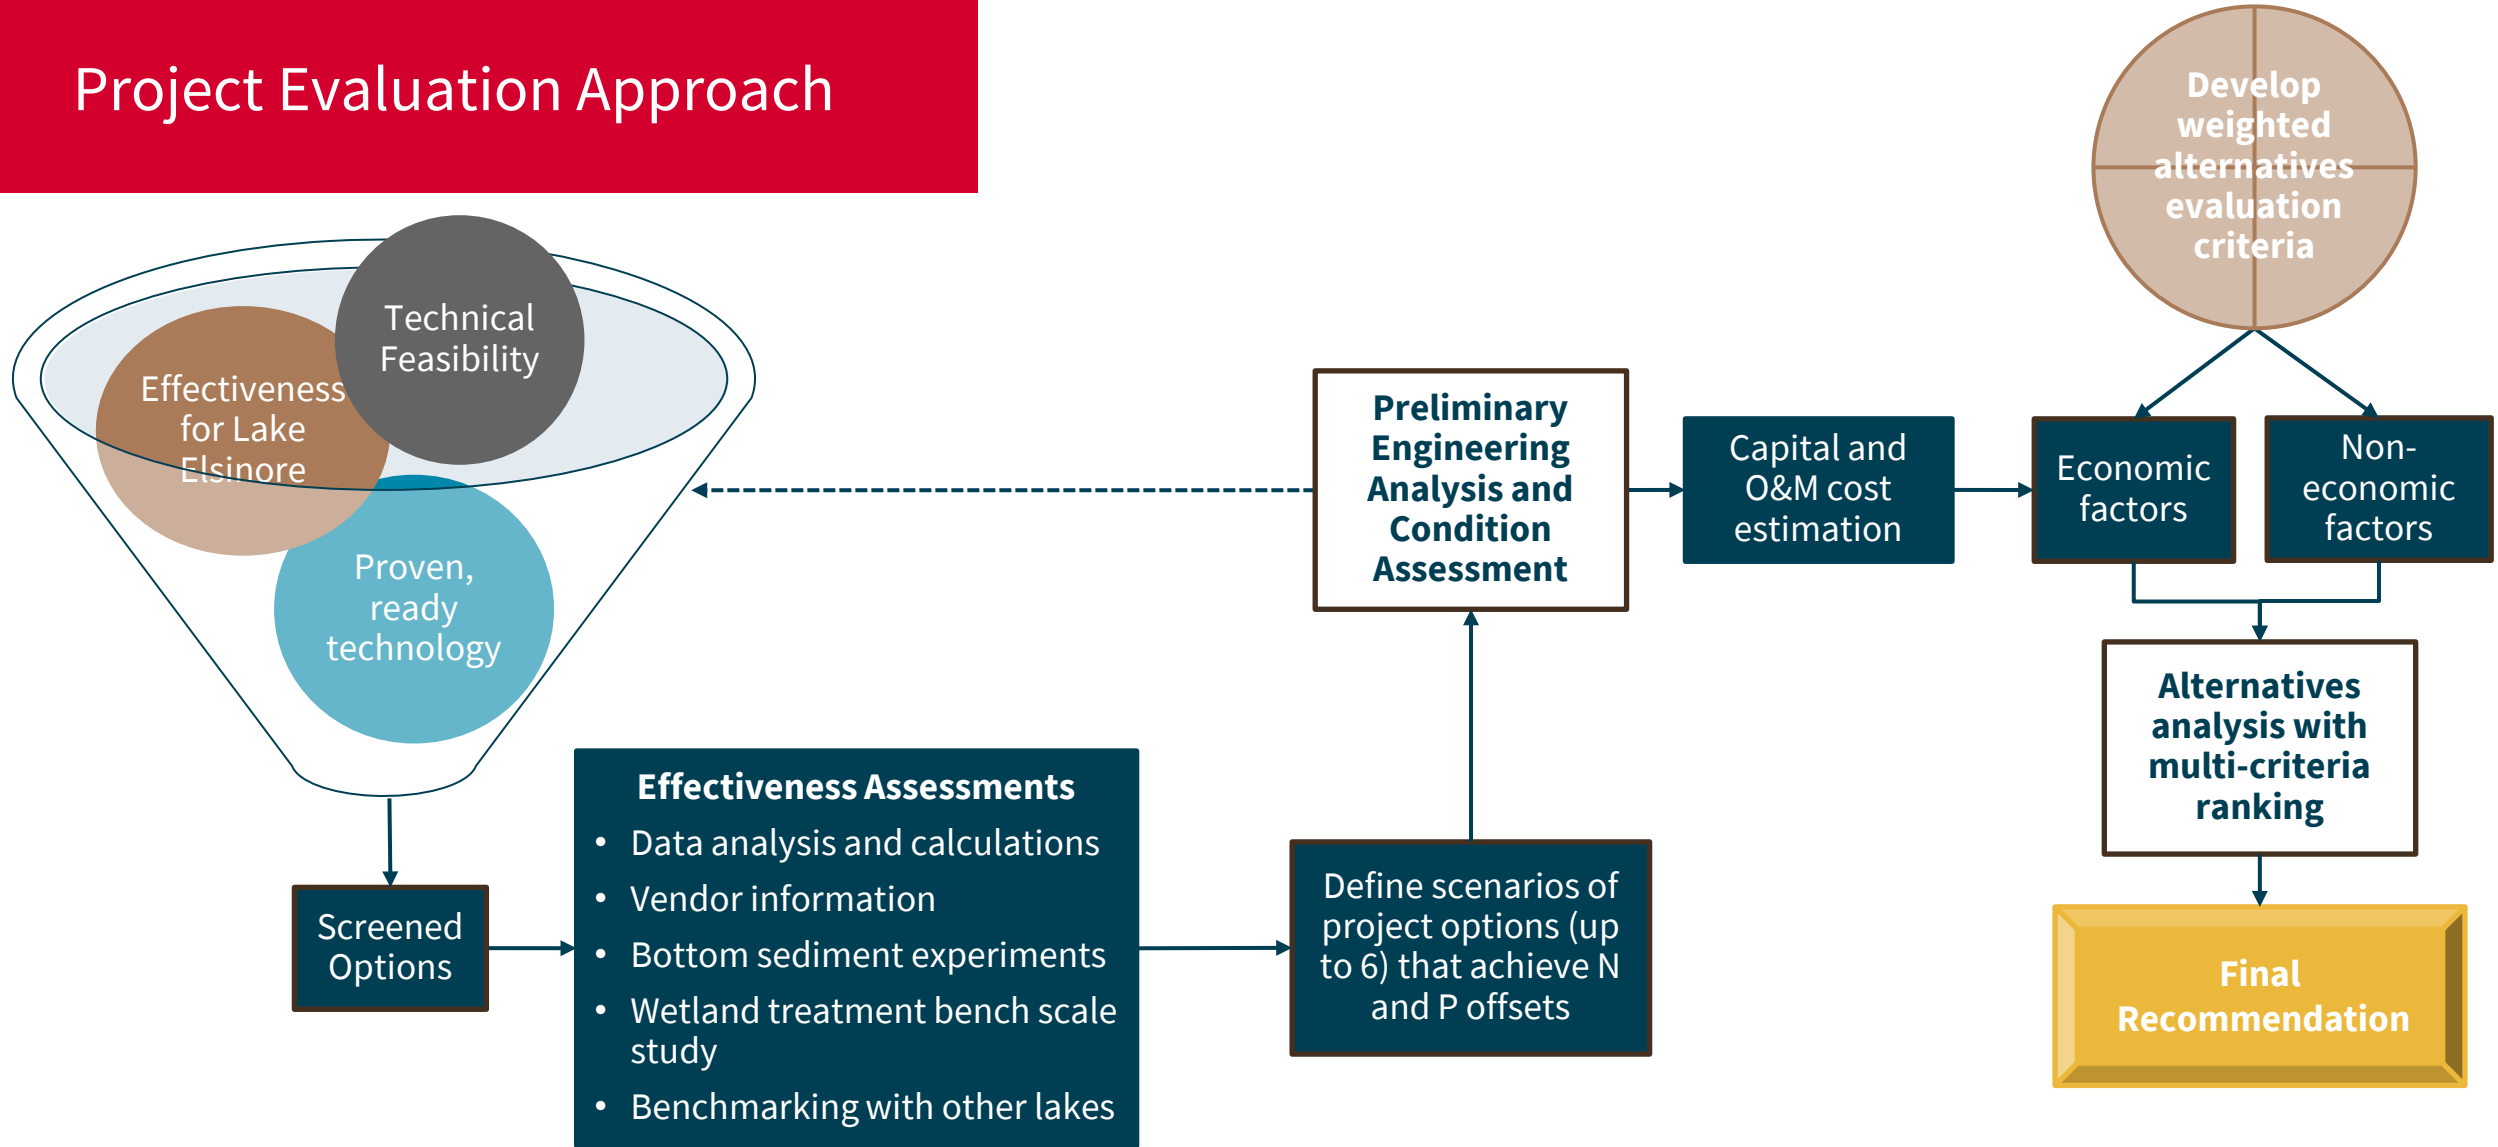 Project Evaluation Approach
Technical
Feasibility
Effectiveness
for Lake
Elsinore
Proven,
ready
technology
Screened
Options
Effectiveness Assessments
• Data analysis and calculations
• Vendor information
• Bottom sediment experiments
• Wetland treatment bench scale
study
• Benchmarking with other lakes
Define scenarios of
project options (up
to 6) that achieve N
and P offsets
Preliminary
Engineering
Analysis and
Condition
Assessment
Capital and
O&M cost
estimation
Develop
weighted
alternatives
evaluation
criteria
Economic
factors
Non-
economic
factors
Alternatives
analysis with
multi-criteria
ranking
Final
Recommendation